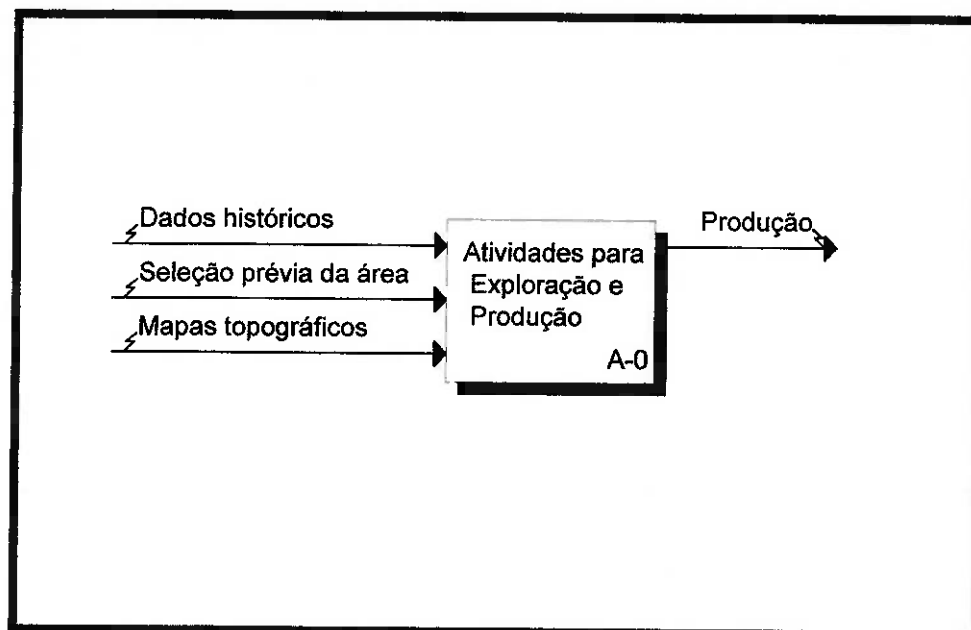 Dados históricos
Seleção prévia da área
Mapas topográficos
Atividades para
Exploração e
Produção
A-0
Produção